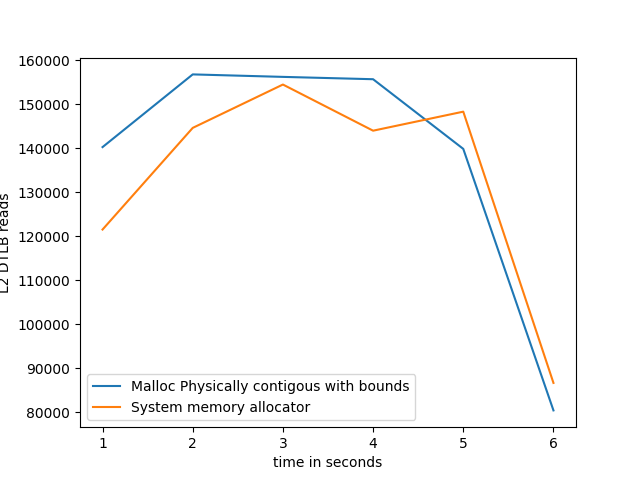 160000
150000
140000
130000
120000
110000
100000
90000
80000
L2 DTLB reads
Malloc Physically contigous with bounds
System memory allocator
1 2 3 4 5 6
time in seconds